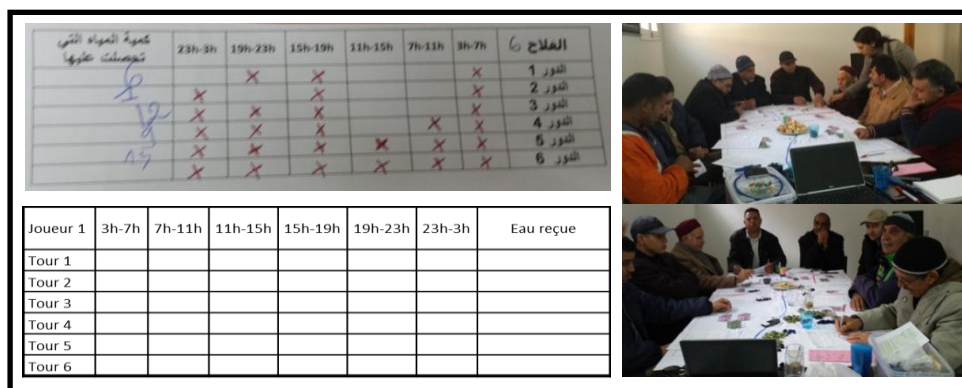 الفلاح 6 3h-7h 7h-11h 11h-15h 15h-19h 19h-23h 23h-3h كمية المياه التي
تحصلت عليها
الدور 1 X X X
الدور 2 X X X
الدور 3 X X X X
الدور 4 X X X X X
الدور 5 X X X X X X
الدور 6 X X X X X X
Joueur 1 3h-7h 7h-11h 11h-15h 15h-19h 19h-23h 23h-3h Eau reçue
Tour 1
Tour 2
Tour 3
Tour 4
Tour 5
Tour 6